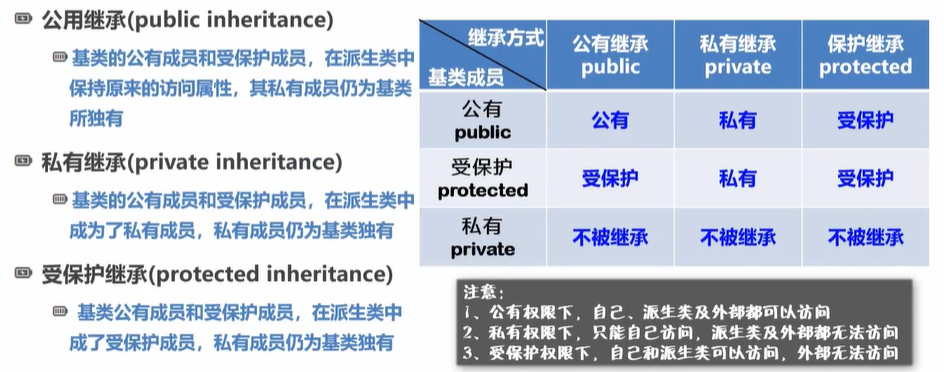 公用继承(public inheritance)
基类的公有成员和受保护成员，在派生类中
保持原来的访问属性，其私有成员仍为基类
所独有
私有继承(private inheritance)
基类的公有成员和受保护成员，在派生类中
成为了私有成员，私有成员仍为基类独有
受保护继承(protected inheritance)
基类公有成员和受保护成员，在派生类中
成了受保护成员，私有成员仍为基类独有
继承方式
基类成员
公有继承
public
私有继承
private
保护继承
protected
公有
public
公有
私有
受保护
受保护
protected
受保护
私有
受保护
私有
private
不被继承
不被继承
不被继承
注意：
1、公有权限下，自己、派生类及外部都可以访问
2、私有权限下，只能自己访问，派生类及外部都无法访问
3、受保护权限下，自己和派生类可以访问，外部无法访问